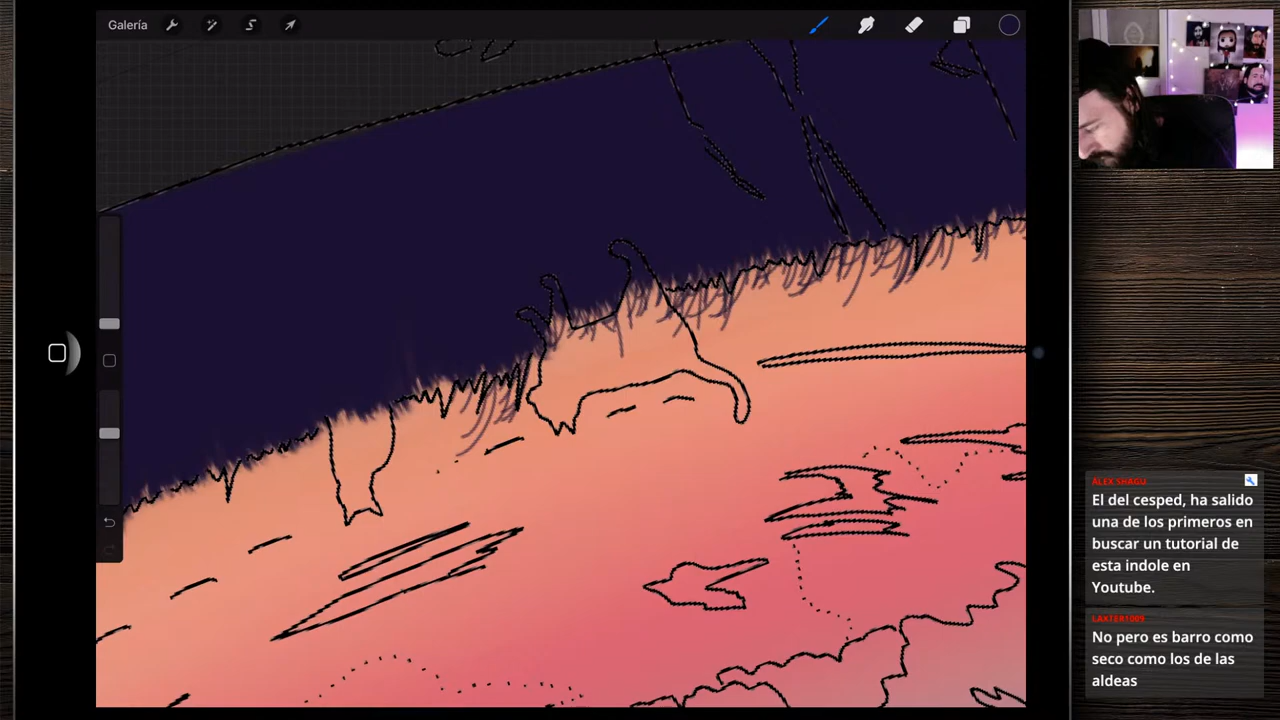 Galería
ALEX SHAGU
El del cesped, ha salido
una de los primeros en
buscar un tutorial de
esta indole en
Youtube.
LAXTER1009
No pero es barro como
seco como los de las
aldeas